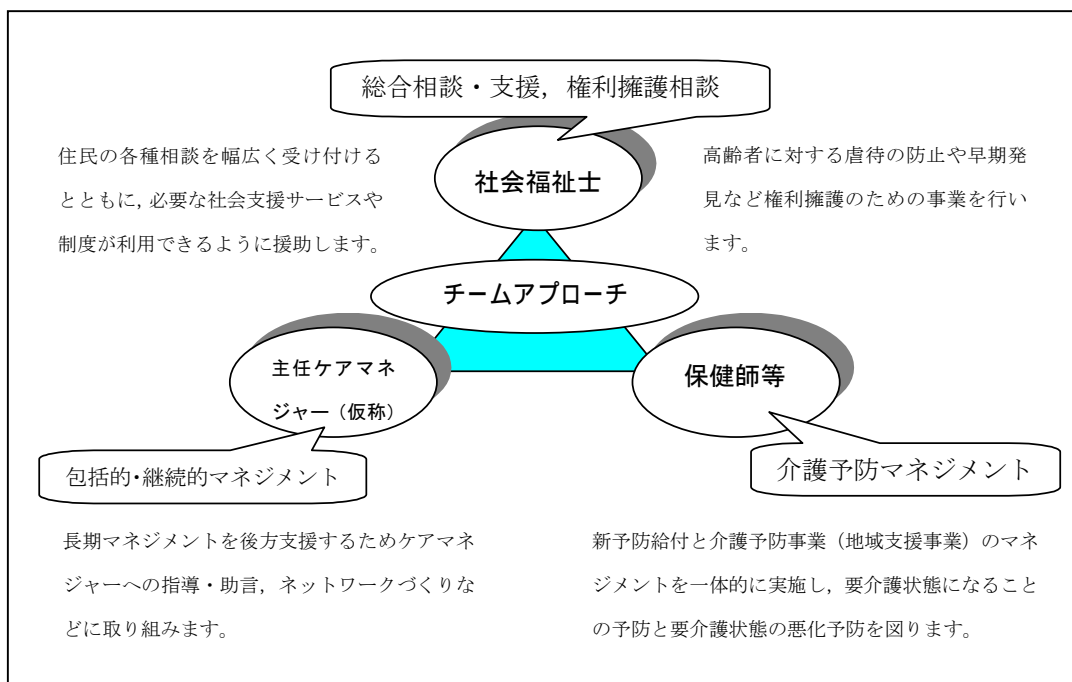 総合相談・支援，権利擁護相談
住民の各種相談を幅広く受け付ける
とともに，必要な社会支援サービスや
制度が利用できるように援助します。
社会福祉士
高齢者に対する虐待の防止や早期発
見など権利擁護のための事業を行い
ます。
チームアプローチ
主任ケアマネ
ジャー（仮称）
保健師等
包括的・継続的マネジメント
介護予防マネジメント
長期マネジメントを後方支援するためケアマネ
ジャーへの指導・助言，ネットワークづくりな
どに取り組みます。
新予防給付と介護予防事業（地域支援事業）のマネ
ジメントを一体的に実施し，要介護状態になること
の予防と要介護状態の悪化予防を図ります。